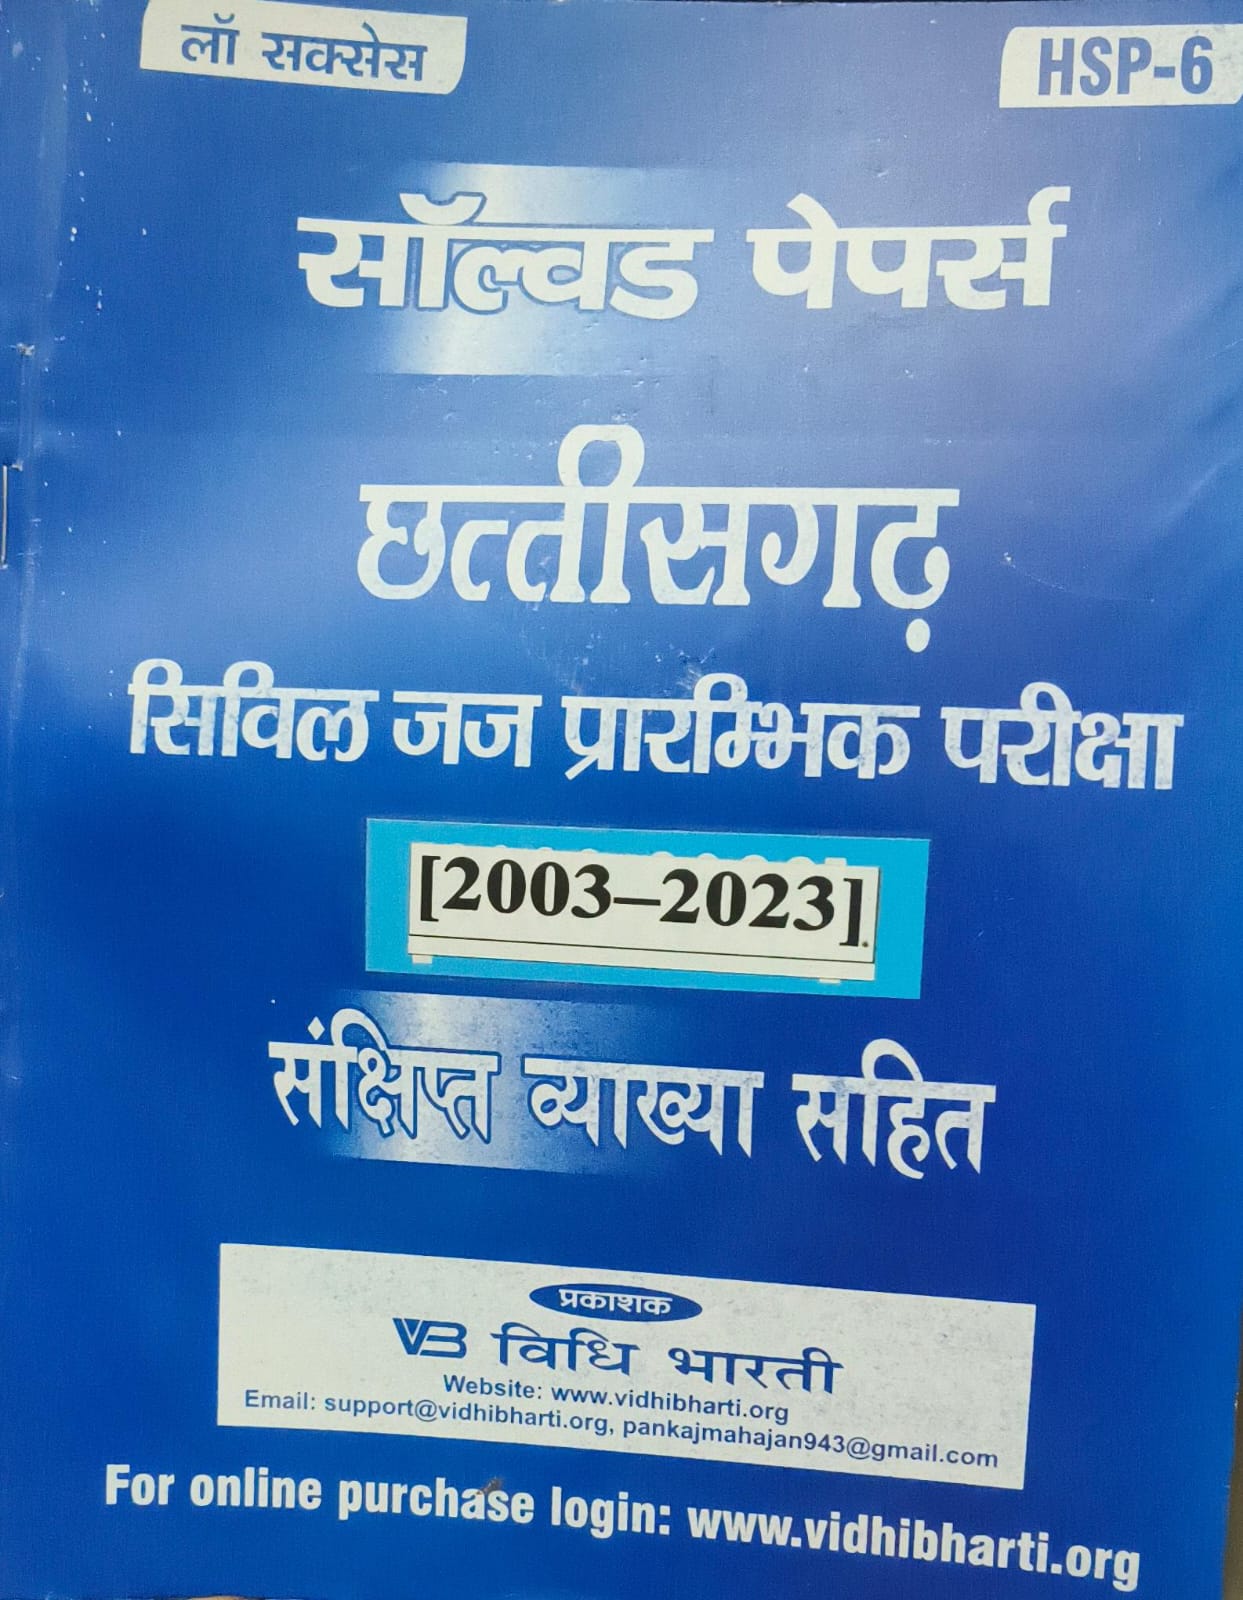 लॉ सक्सेस
HSP-6
सॉल्वड पेपर्स
छत्तीसगढ़
सिविल जज प्रारम्भिक परीक्षा
[2003–2023]
संक्षिप्त व्याख्या सहित
प्रकाशक
VB विधि भारती
Website: www.vidhibharti.org
Email: support@vidhibharti.org, pankajmahajan943@gmail.com
For online purchase login: www.vidhibharti.org